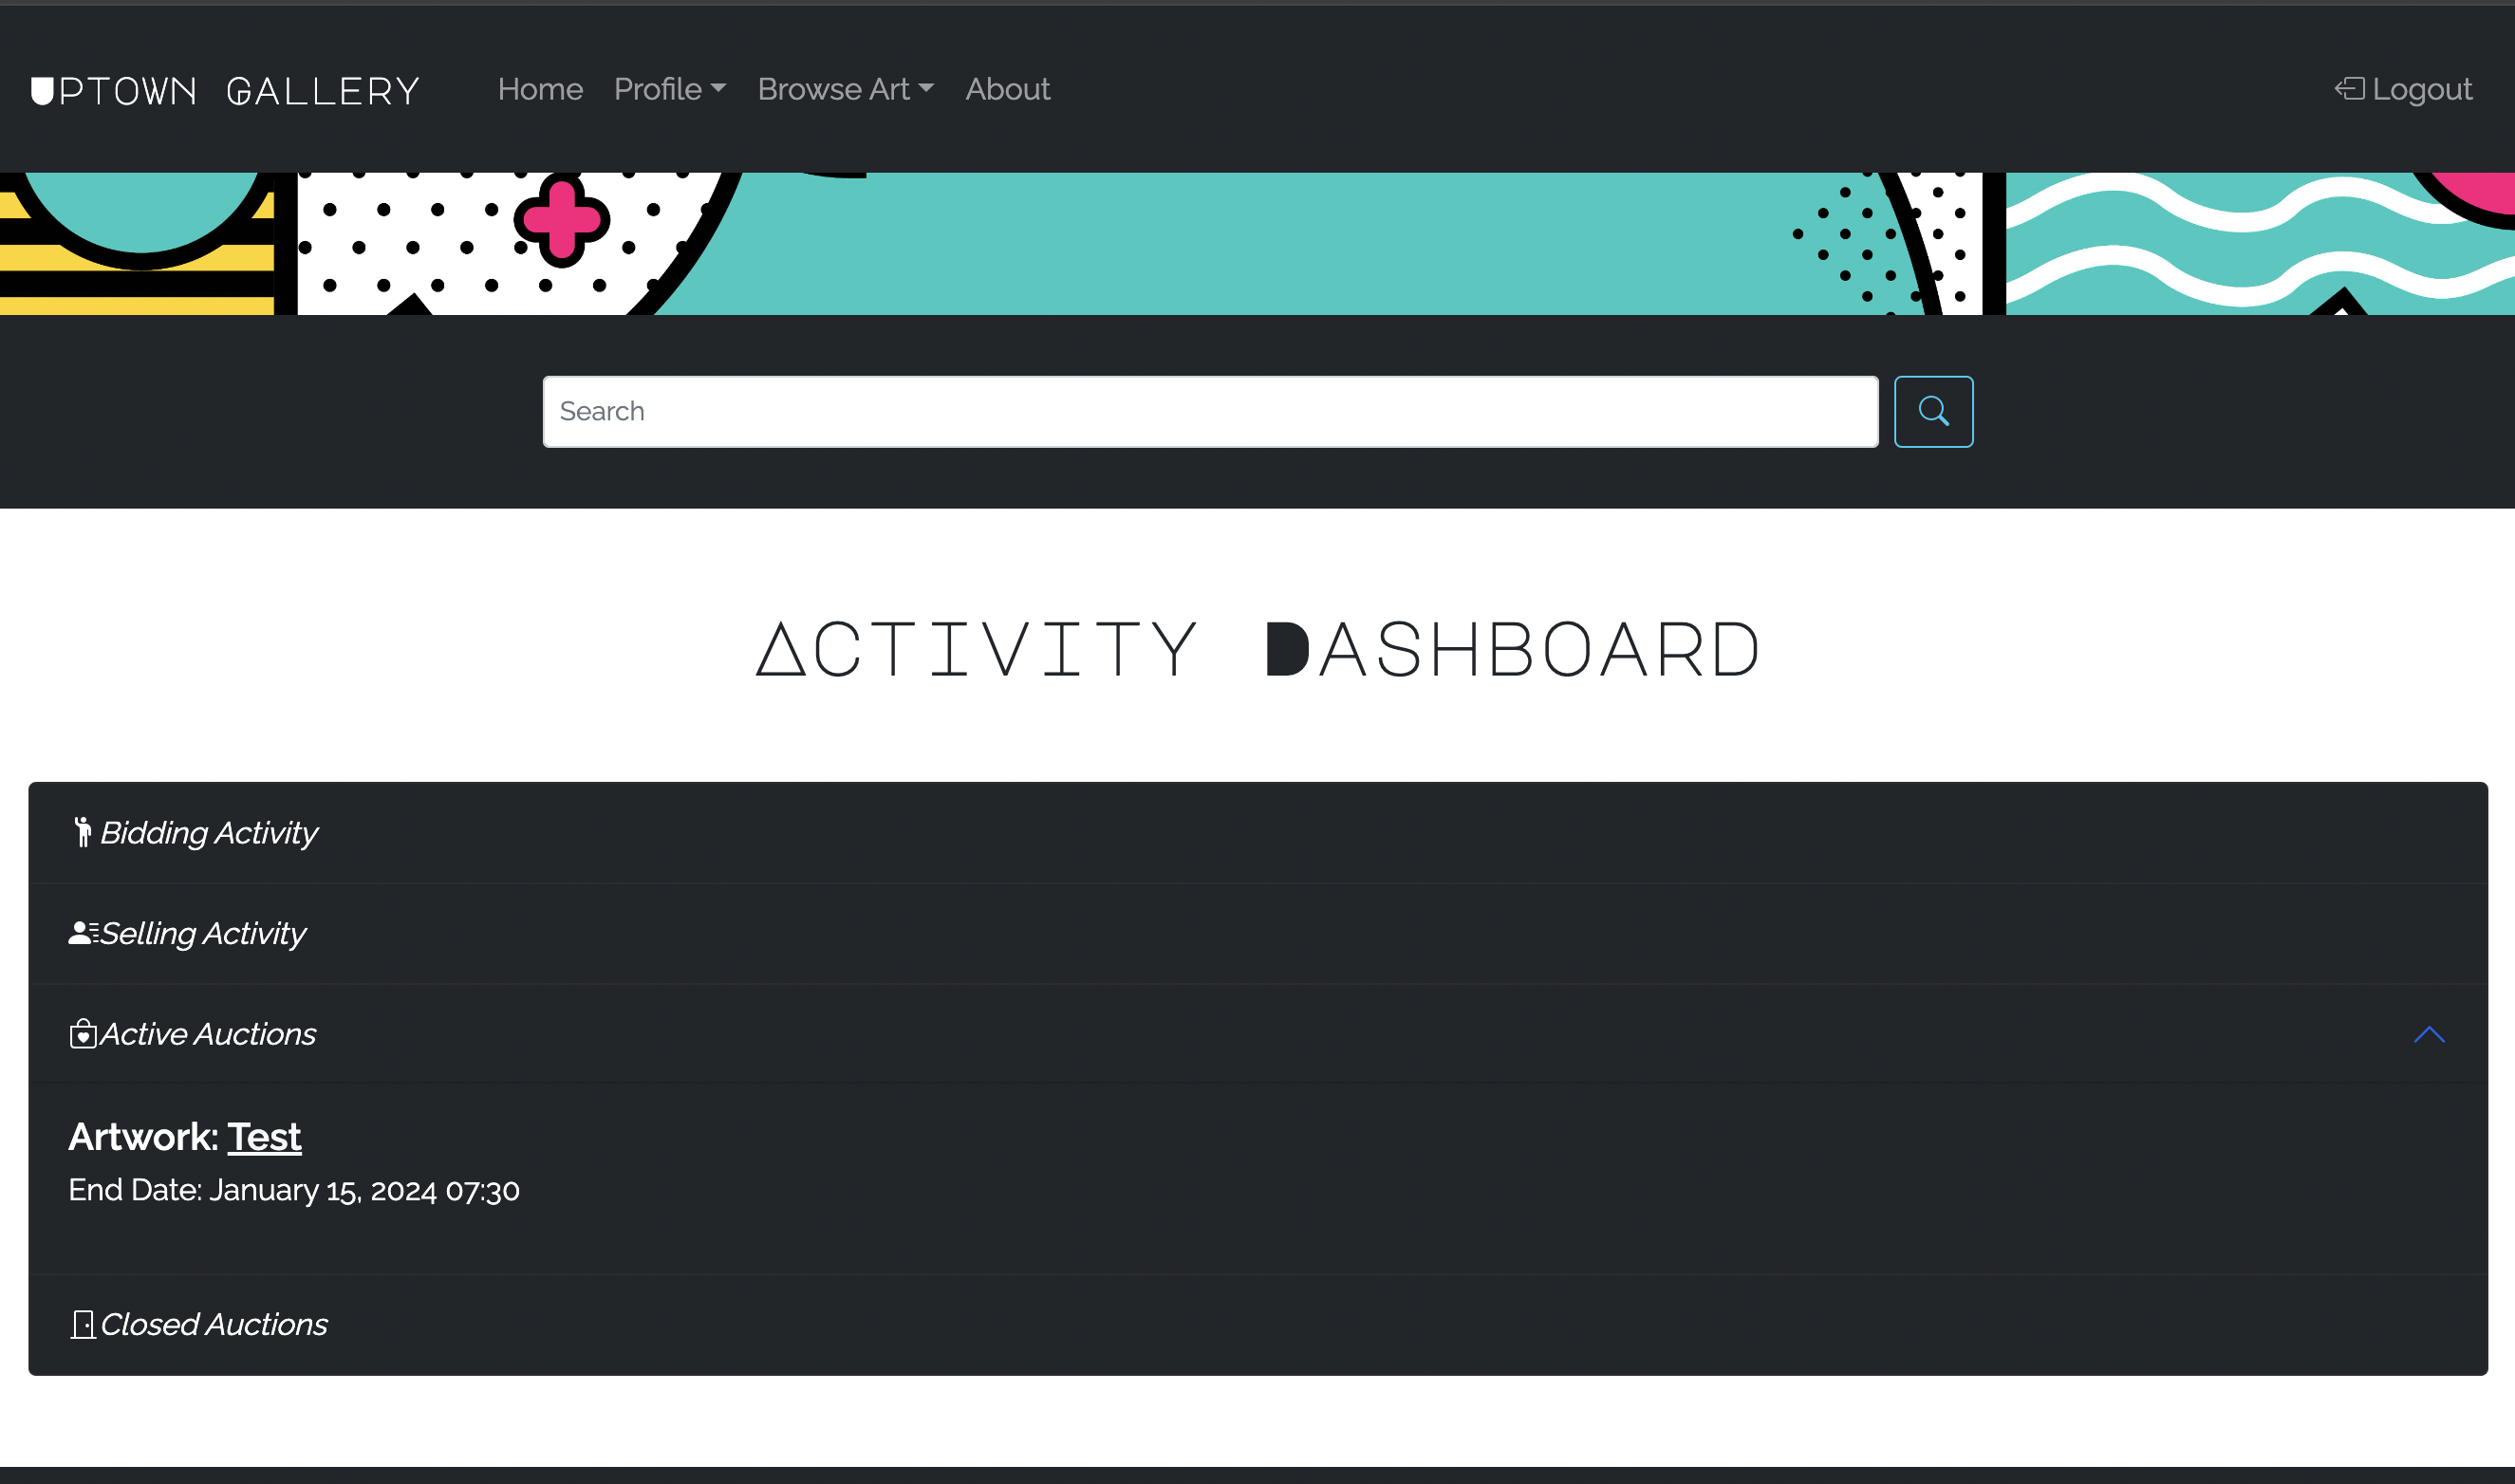 UPTOWN GALLERY Home Profile Browse Art About Logout
Search
ACTIVITY DASHBOARD
Bidding Activity
Selling Activity
Active Auctions
Artwork: Test
End Date: January 15, 2024 07:30
Closed Auctions